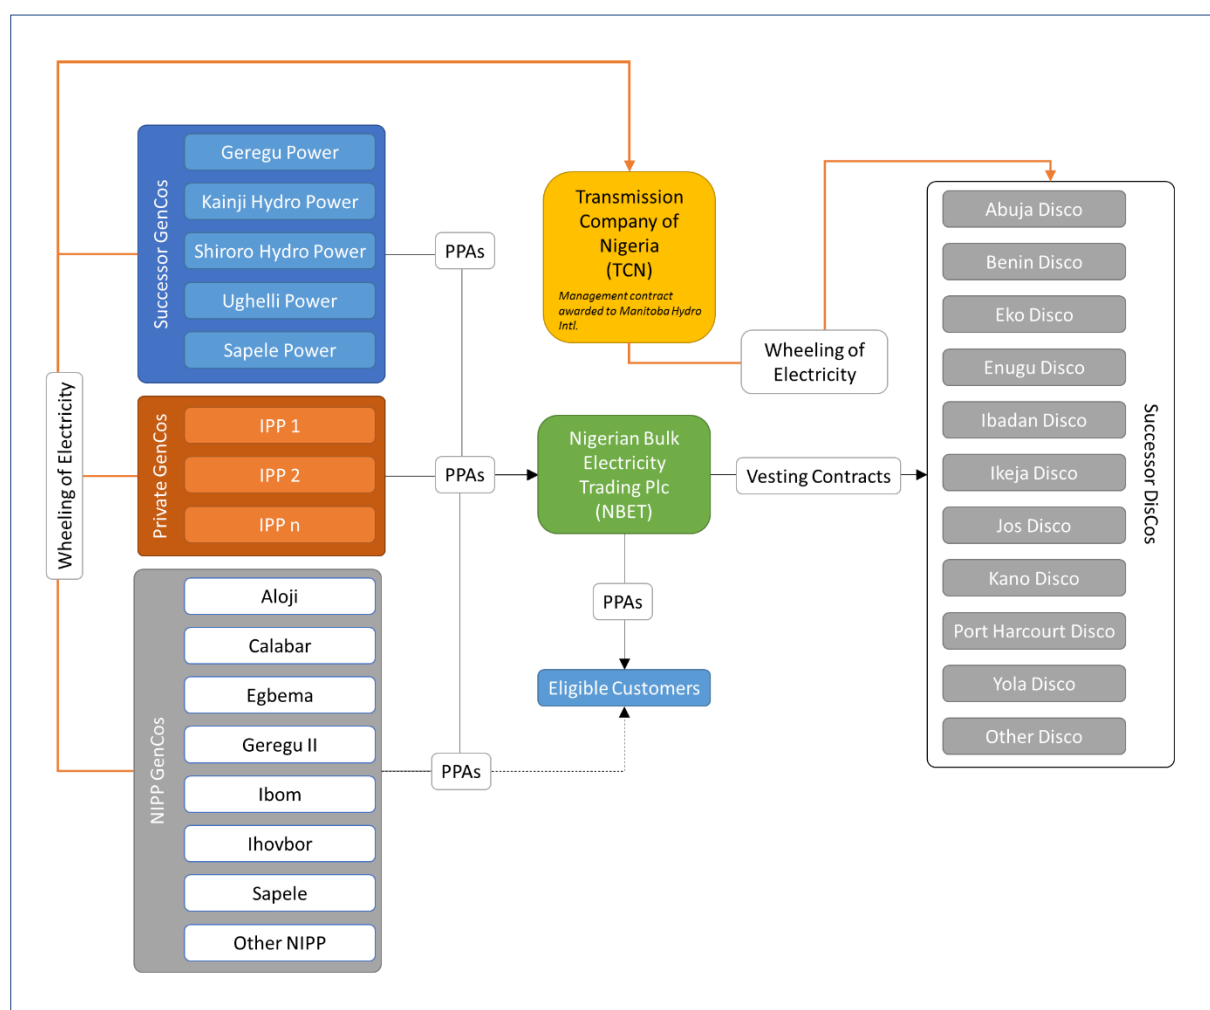 Wheeling of Electricity
Successor GenCos
Geregu Power
Kainji Hydro Power
Shiroro Hydro Power
Ughelli Power
Sapele Power
Private GenCos
IPP 1
IPP 2
IPP n
NIPP GenCos
Aloji
Calabar
Egbema
Geregu II
Ibom
Ihovbor
Sapele
Other NIPP
PPAs
PPAs
PPAs
Transmission
Company of
Nigeria
(TCN)
Management contract
awarded to Manitoba Hydro
Intl.
Nigerian Bulk
Electricity
Trading Plc
(NBET)
PPAs
Eligible Customers
Wheeling of
Electricity
Vesting Contracts
Abuja Disco
Benin Disco
Eko Disco
Enugu Disco
Ibadan Disco
Ikeja Disco
Jos Disco
Kano Disco
Port Harcourt Disco
Yola Disco
Other Disco
Successor DisCos